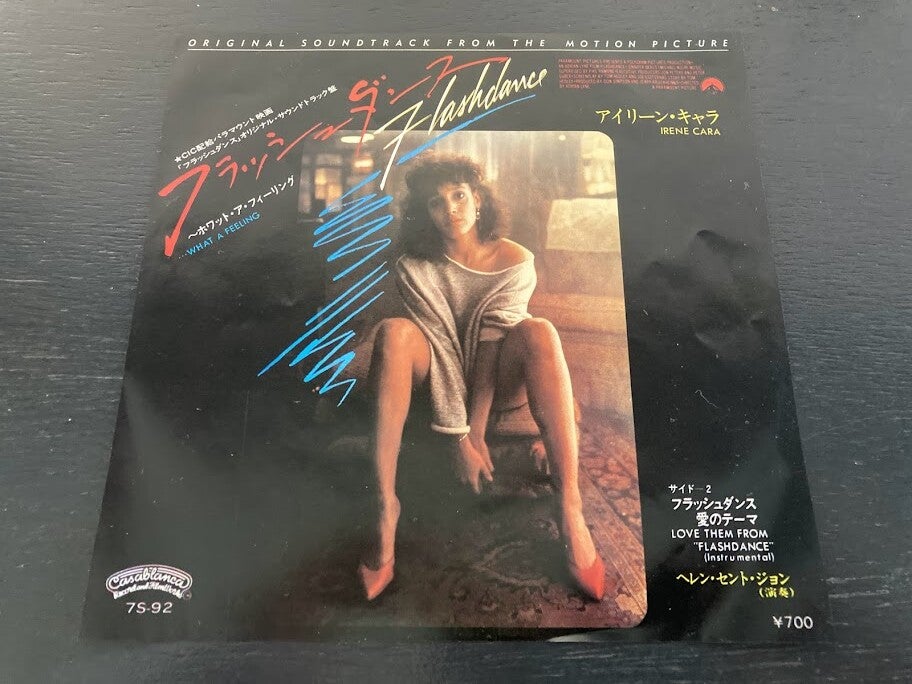 ORIGINAL SOUNDTRACK FROM THE MOTION PICTURE
★CIC配給パラマウント映画
「フラッシュダンス」オリジナル・サウンドトラック盤
フラッシュダンス
Flashdance
〜ホワット・ア・フィーリング
...WHAT A FEELING
アイリーン・キャラ
IRENE CARA
サイド—2
フラッシュダンス
愛のテーマ
LOVE THEM FROM
"FLASHDANCE"
(Instrumental)
ヘレン・セント・ジョン
(演奏)
Casablanca
Record and FilmWorks
7S-92
¥700